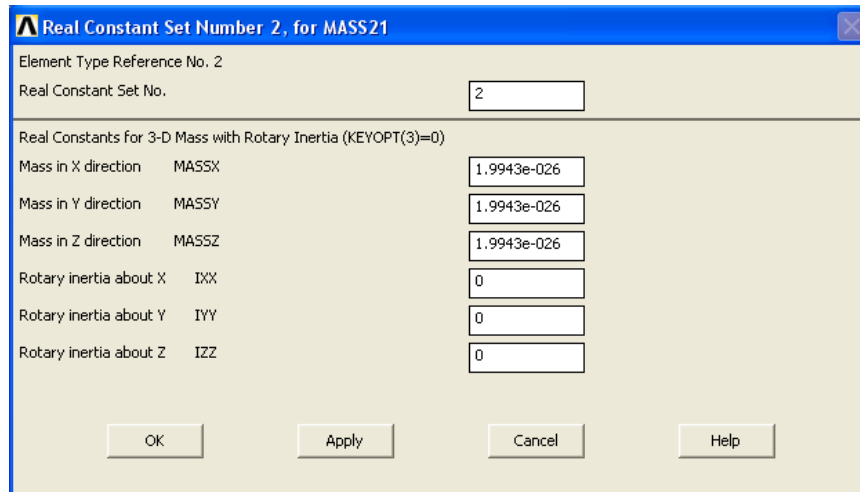 Real Constant Set Number 2, for MASS21
Element Type Reference No. 2
Real Constant Set No. 2
Real Constants for 3-D Mass with Rotary Inertia (KEYOPT(3)=0)
Mass in X direction MASSX 1.9943e-026
Mass in Y direction MASSY 1.9943e-026
Mass in Z direction MASSZ 1.9943e-026
Rotary inertia about X IXX 0
Rotary inertia about Y IYY 0
Rotary inertia about Z IZZ 0
OK Apply Cancel Help